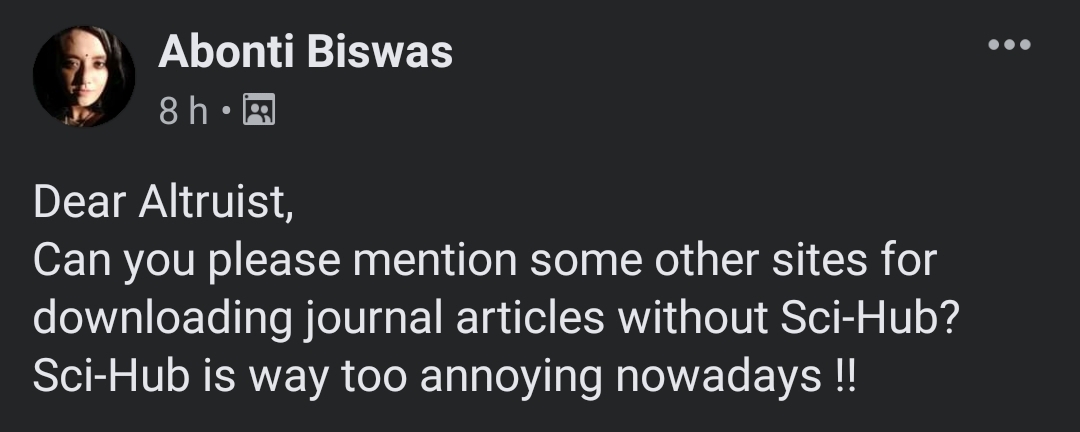 Abonti Biswas
8 h •
Dear Altruist,
Can you please mention some other sites for
downloading journal articles without Sci-Hub?
Sci-Hub is way too annoying nowadays !!